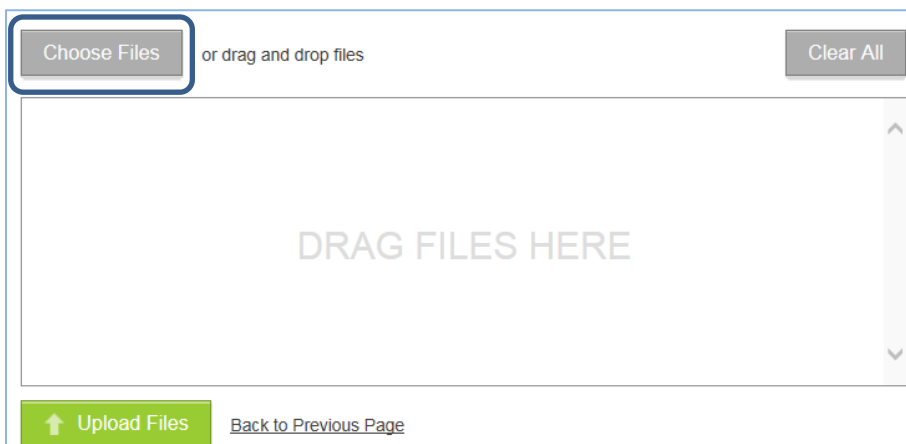 Choose Files or drag and drop files Clear All
DRAG FILES HERE
Upload Files Back to Previous Page